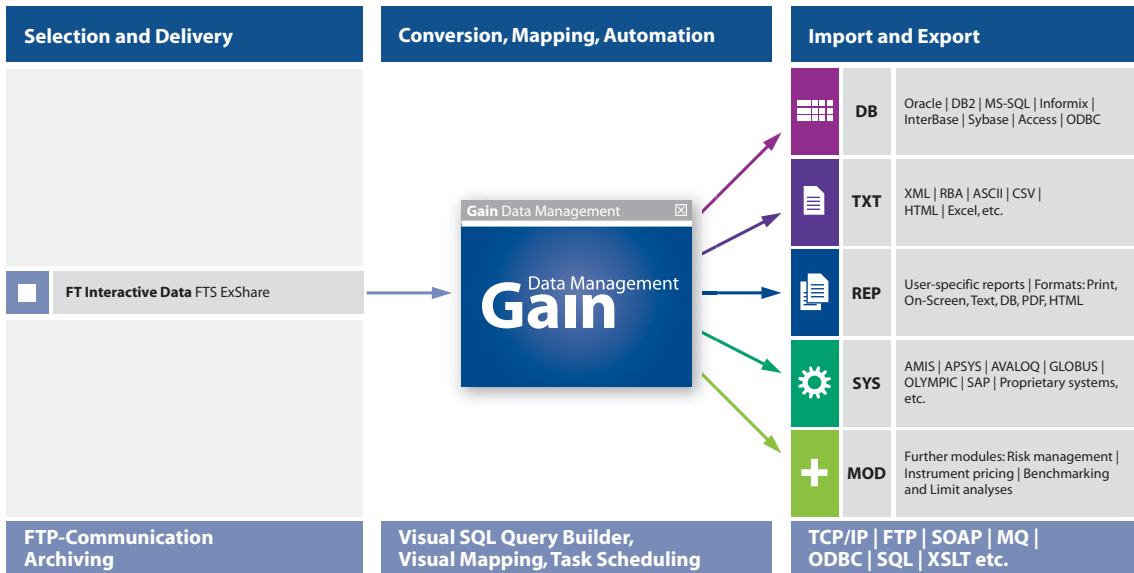 Selection and Delivery
FT Interactive Data FTS ExShare
FTP-Communication
Archiving
Conversion, Mapping, Automation
Gain Data Management
Data Management
Gain
Visual SQL Query Builder,
Visual Mapping, Task Scheduling
Import and Export
DB
Oracle | DB2 | MS-SQL | Informix |
InterBase | Sybase | Access | ODBC
TXT
XML | RBA | ASCII | CSV |
HTML | Excel, etc.
REP
User-specific reports | Formats: Print,
On-Screen, Text, DB, PDF, HTML
SYS
AMIS | APSYS | AVALOQ | GLOBUS |
OLYMPIC | SAP | Proprietary systems,
etc.
MOD
Further modules: Risk management |
Instrument pricing | Benchmarking
and Limit analyses
TCP/IP | FTP | SOAP | MQ |
ODBC | SQL | XSLT etc.